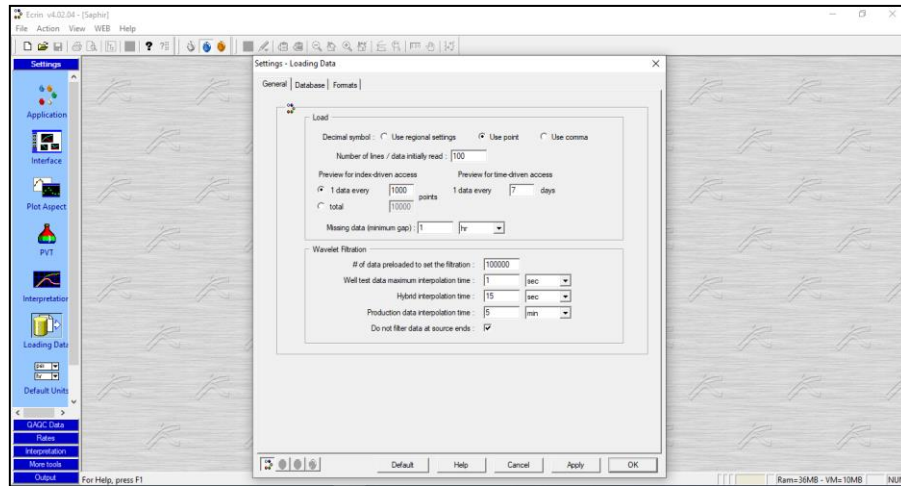 Ecrin v4.02.04 - [Saphir]
File Action View WEB Help
Settings
Application
Interface
Plot Aspect
PVT
Interpretation
Loading Data
Default Units
QAQC Data
Rates
Interpretation
More tools
Output
Settings - Loading Data
General Database Formats
Load
Decimal symbol : Use regional settings Use point Use comma
Number of lines / data initially read : 100
Preview for index-driven access Preview for time-driven access
1 data every 1000 points 1 data every 7 days
total 10000
Missing data (minimum gap) : 1 hr
Wavelet Filtration
# of data preloaded to set the filtration : 100000
Well test data maximum interpolation time : 1 sec
Hybrid interpolation time : 15 sec
Production data interpolation time : 5 min
Do not filter data at source ends :
Default Help Cancel Apply OK
For Help, press F1
Ram=36MB - VM=10MB NU